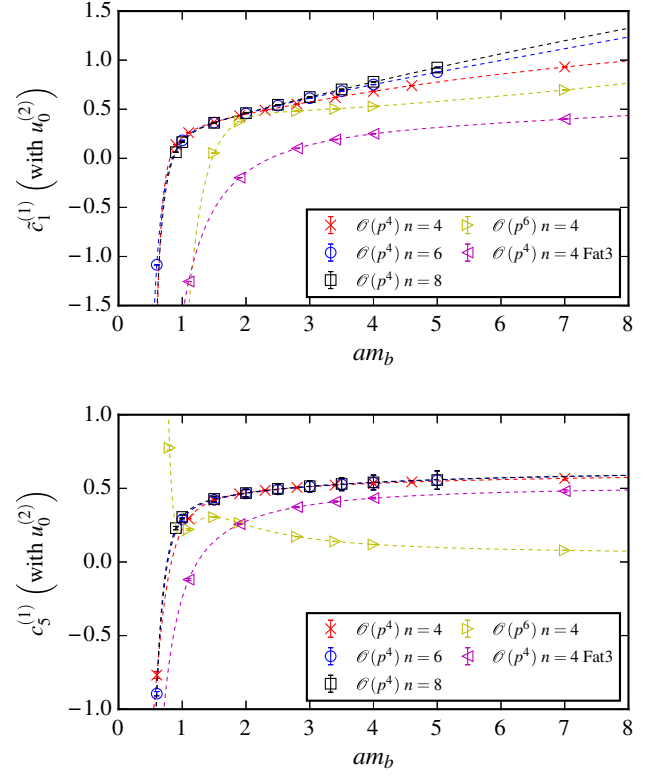 1.5
1.0
0.5
0.0
−0.5
−1.0
−1.5
c̃₁⁽¹⁾ (with u₀⁽²⁾)
𝒪(p⁴) n = 4
𝒪(p⁴) n = 6
𝒪(p⁴) n = 8
𝒪(p⁶) n = 4
𝒪(p⁴) n = 4 Fat3
0 1 2 3 4 5 6 7 8
am_b
1.0
0.5
0.0
−0.5
−1.0
c₅⁽¹⁾ (with u₀⁽²⁾)
𝒪(p⁴) n = 4
𝒪(p⁴) n = 6
𝒪(p⁴) n = 8
𝒪(p⁶) n = 4
𝒪(p⁴) n = 4 Fat3
0 1 2 3 4 5 6 7 8
am_b